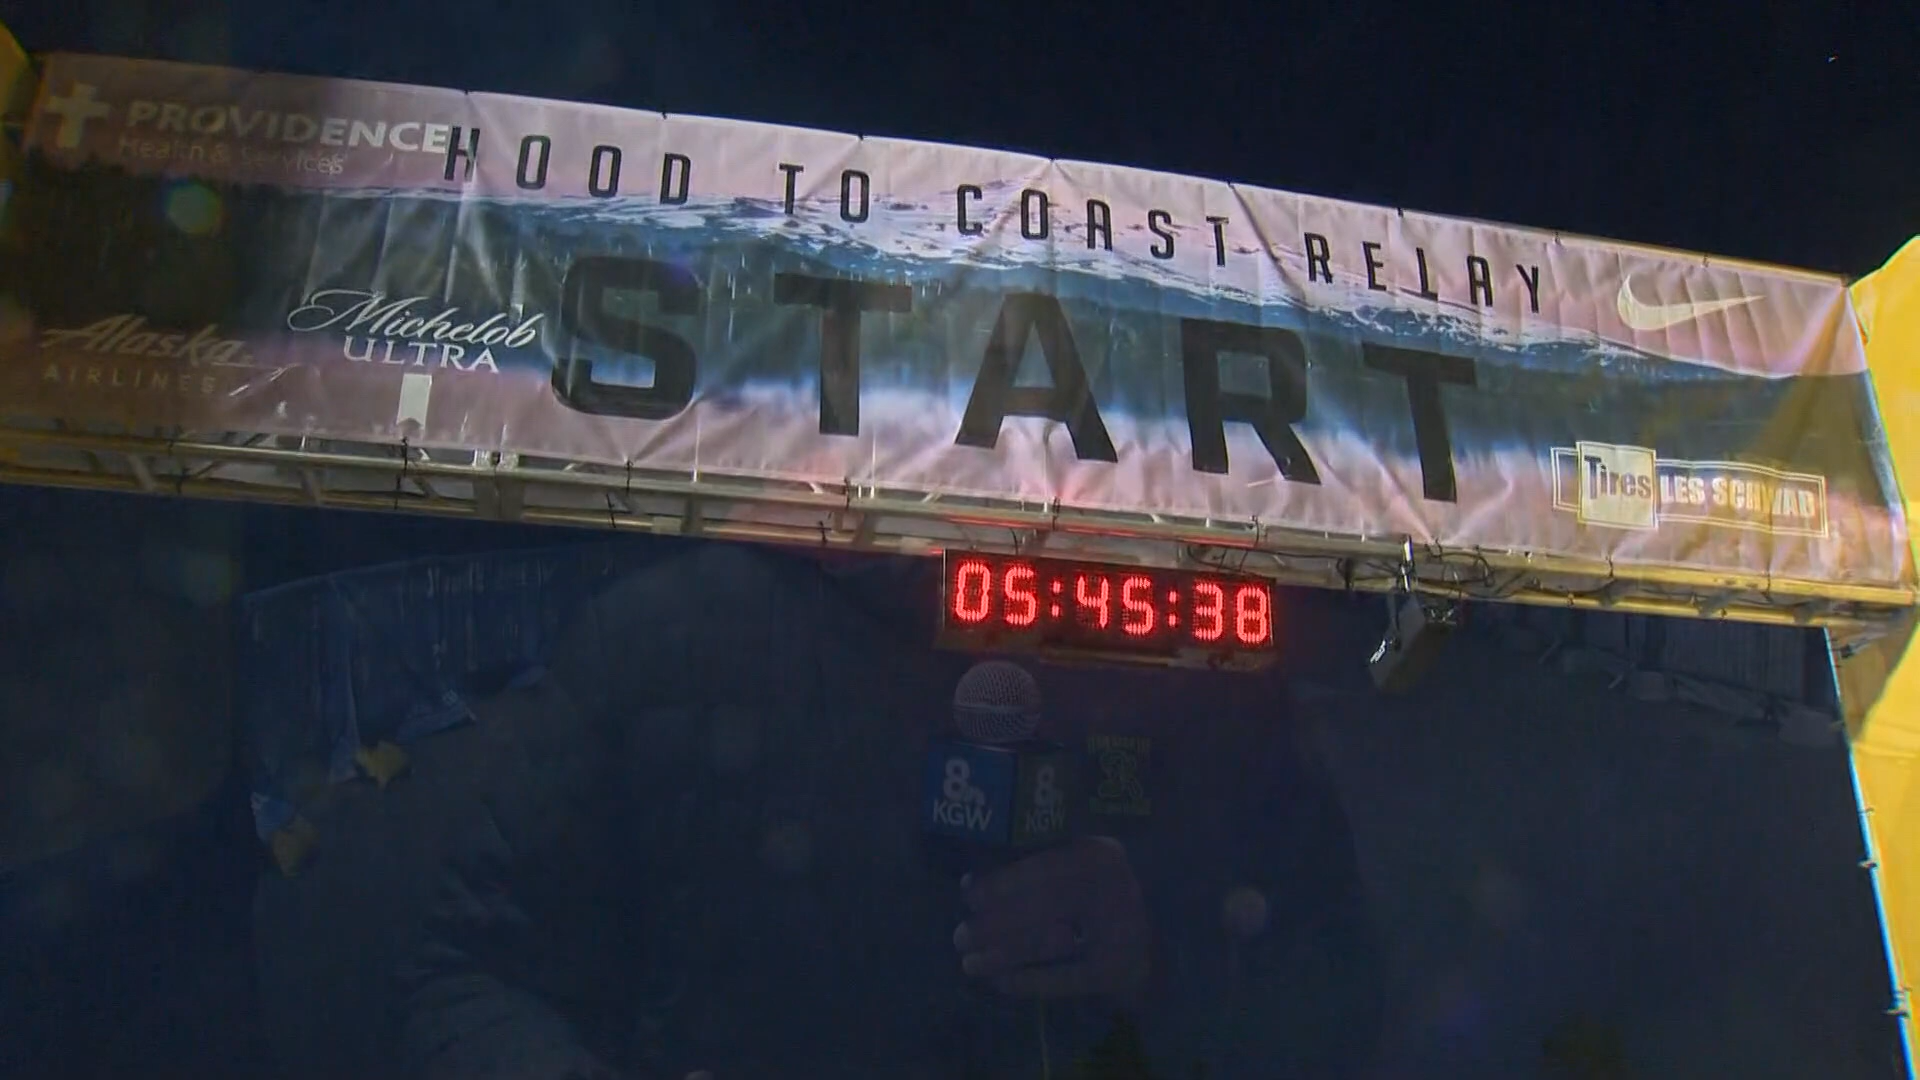 PROVIDENCE
Health & Services
HOOD TO COAST RELAY
START
Michelob
ULTRA
Alaska
AIRLINES
Tires LES SCHWAB
05:45:38
8
KGW
8
KGW